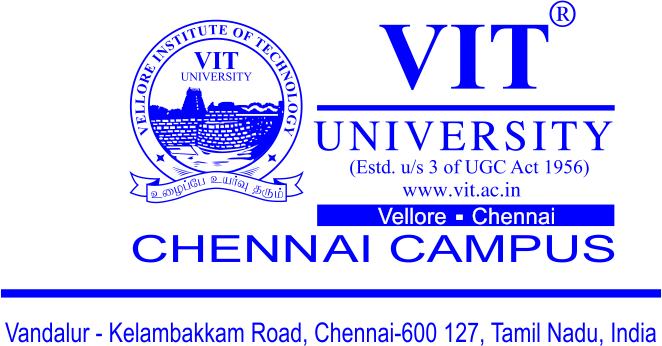 VELLORE INSTITUTE OF TECHNOLOGY
VIT
UNIVERSITY
உழைப்பே உயர்வு தரும்
VIT®
UNIVERSITY
(Estd. u/s 3 of UGC Act 1956)
www.vit.ac.in
Vellore ▪ Chennai
CHENNAI CAMPUS
Vandalur - Kelambakkam Road, Chennai-600 127, Tamil Nadu, India